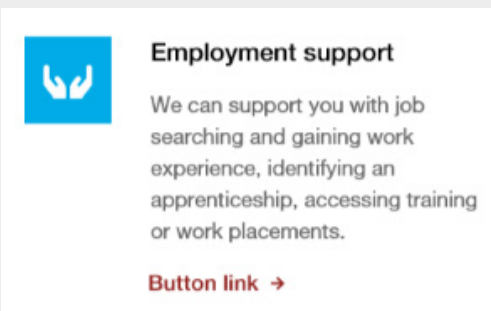 Employment support
We can support you with job
searching and gaining work
experience, identifying an
apprenticeship, accessing training
or work placements.
Button link →